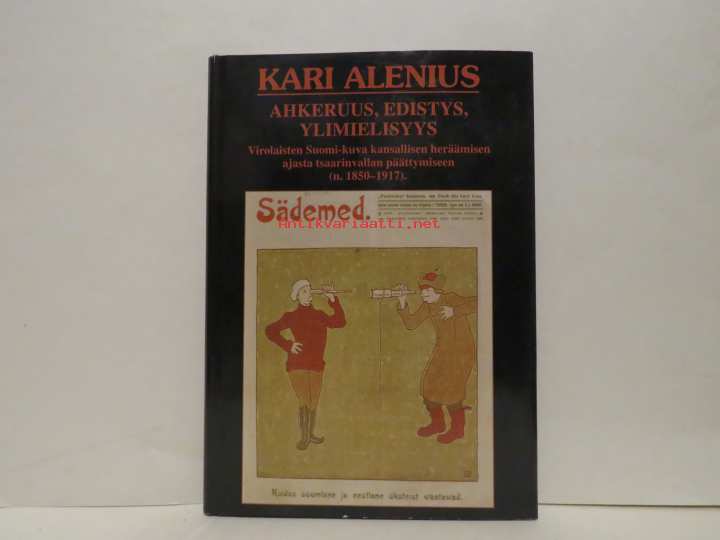 KARI ALENIUS
AHKERUUS, EDISTYS,
YLIMIELISYYS
Virolaisten Suomi-kuva kansallisen heräämisen
ajasta tsaarinvallan päättymiseen
(n. 1850–1917).
Sädemed.
Antikvariaatti.net
Kuidas soomlane ja eestlane üksteist waatawad.